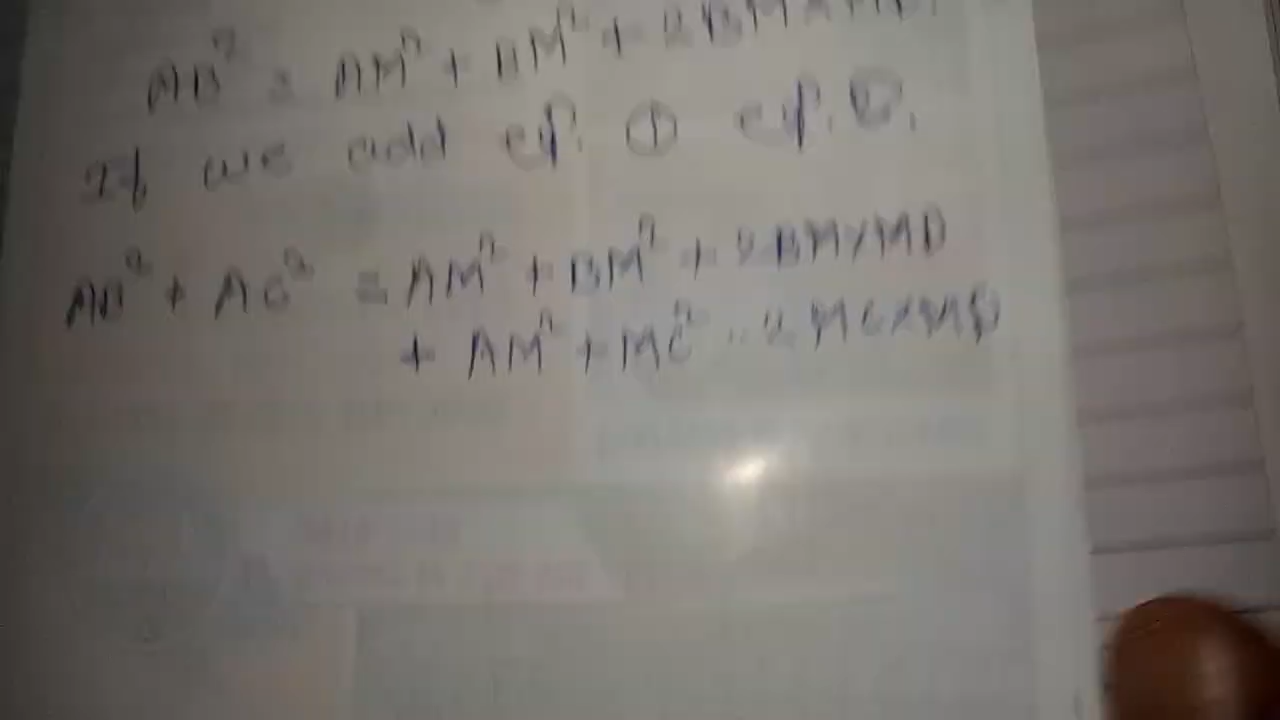 AB² = AM² + BM² + 2BM×MD.
If we add eq. ① eq. ②.
AB² + AC² = AM² + BM² + 2BM×MD
+ AM² + MC² - 2MC×MD